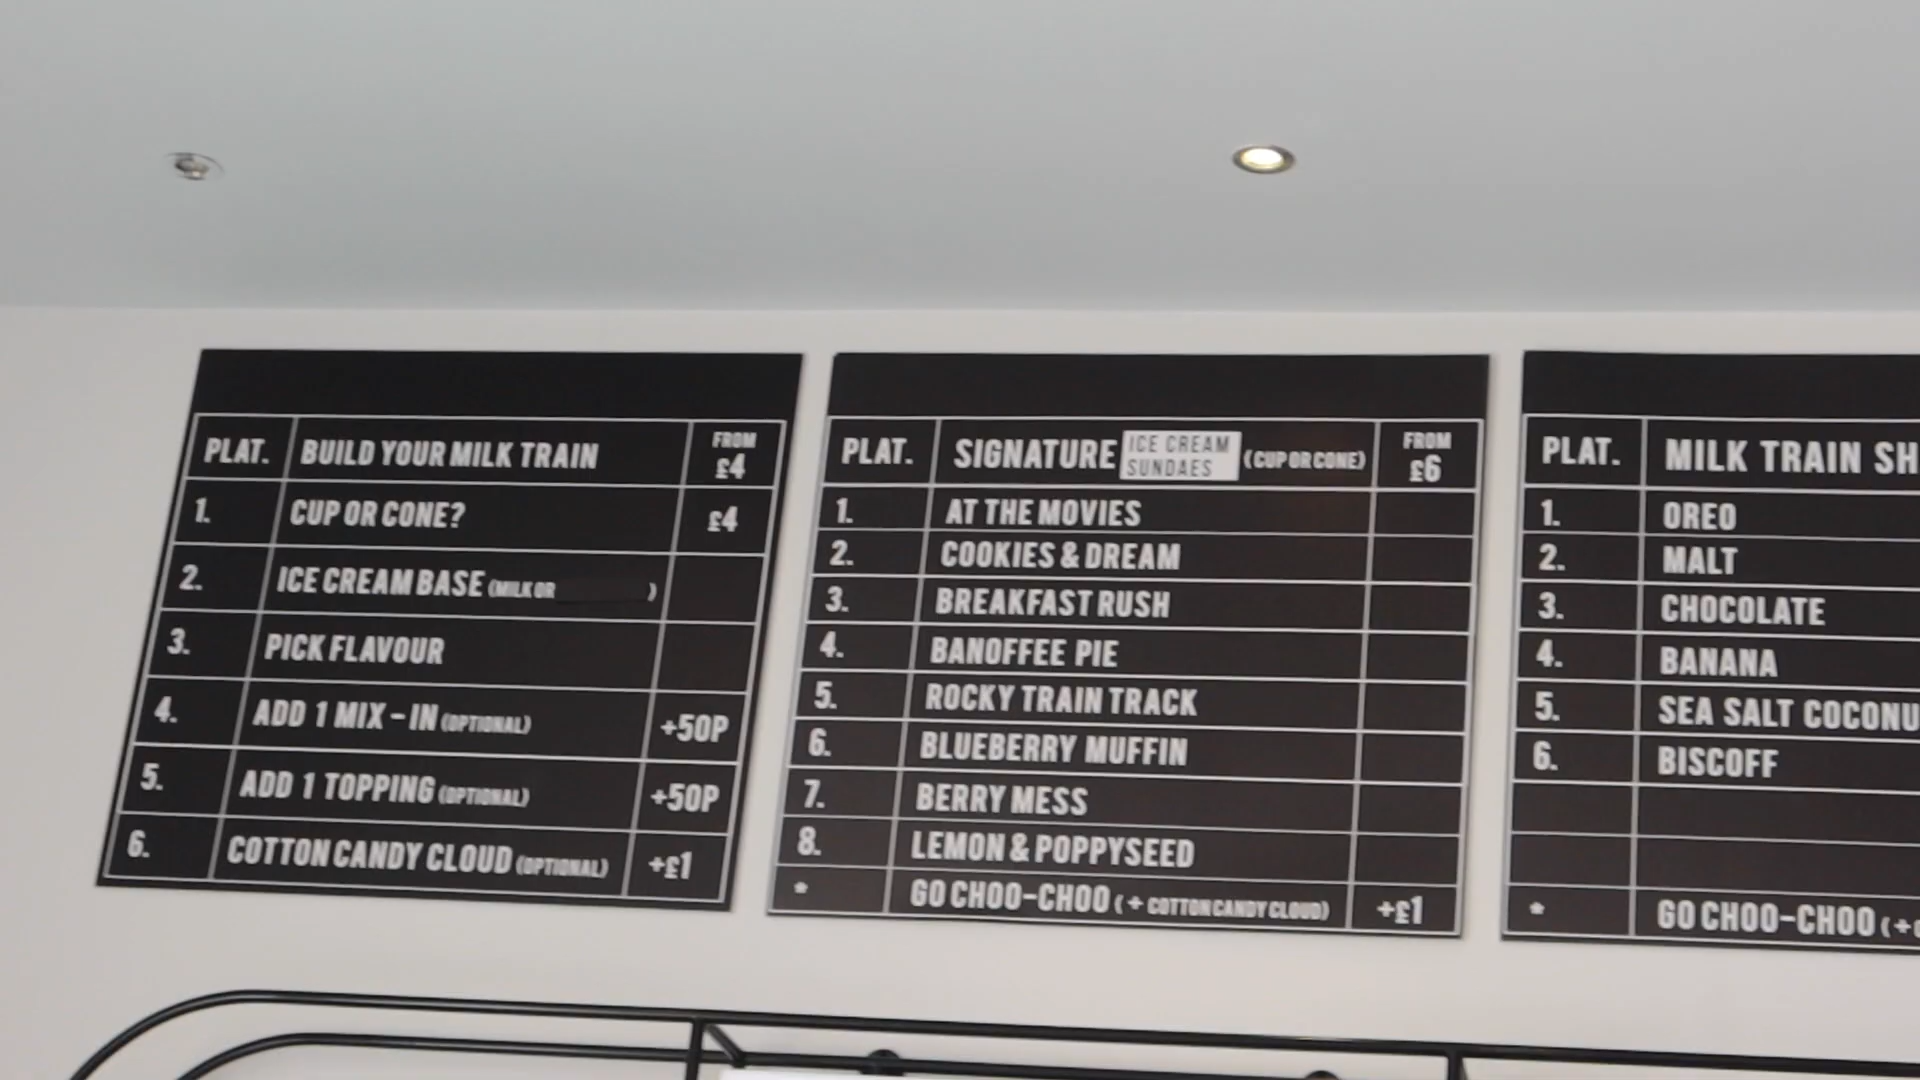 PLAT. BUILD YOUR MILK TRAIN FROM £4
1. CUP OR CONE? £4
2. ICE CREAM BASE (MILK OR )
3. PICK FLAVOUR
4. ADD 1 MIX - IN (OPTIONAL) +50P
5. ADD 1 TOPPING (OPTIONAL) +50P
6. COTTON CANDY CLOUD (OPTIONAL) +£1
PLAT. SIGNATURE ICE CREAM SUNDAES (CUP OR CONE) FROM £6
1. AT THE MOVIES
2. COOKIES & DREAM
3. BREAKFAST RUSH
4. BANOFFEE PIE
5. ROCKY TRAIN TRACK
6. BLUEBERRY MUFFIN
7. BERRY MESS
8. LEMON & POPPYSEED
* GO CHOO-CHOO (+ COTTON CANDY CLOUD) +£1
PLAT. MILK TRAIN SH
1. OREO
2. MALT
3. CHOCOLATE
4. BANANA
5. SEA SALT COCONU
6. BISCOFF
* GO CHOO-CHOO (+